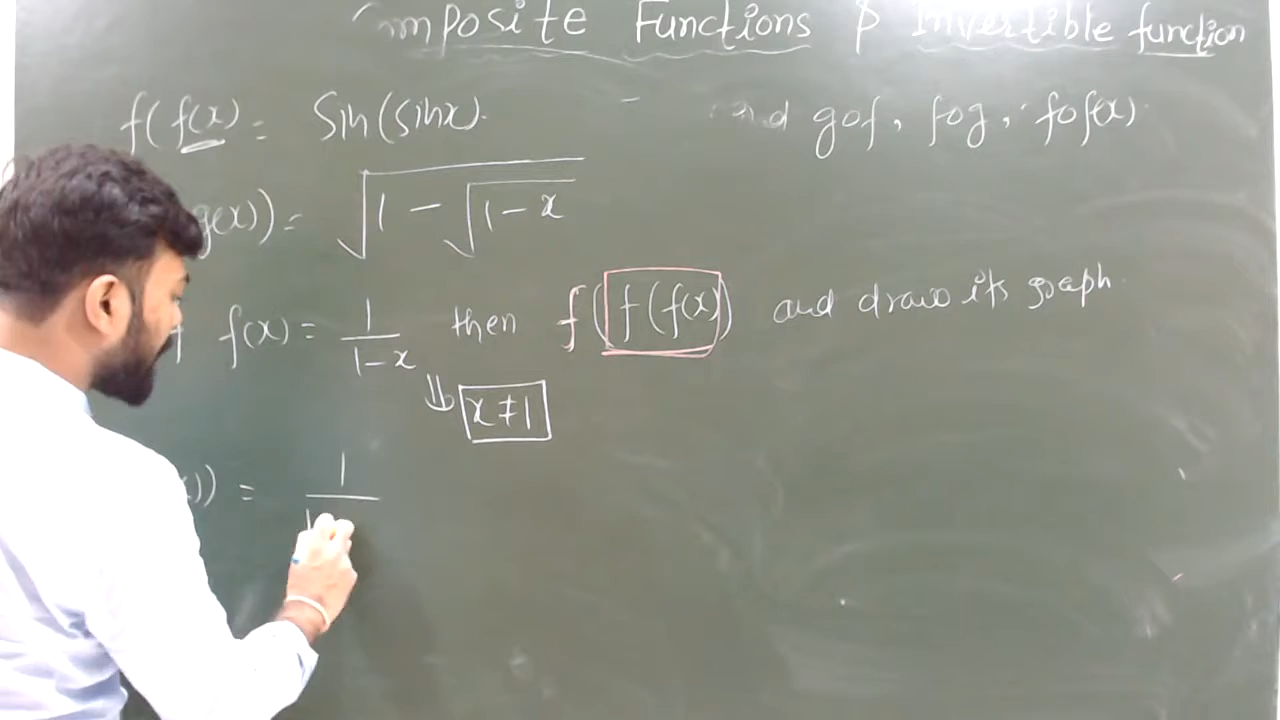 Composite Functions & Invertible function
f(f(x) = Sin(sinx). - and gof, fog, fof(x)
g(x)) = √(1 - √(1-x))
f(x) = 1/(1-x) then f(f(f(x)) and draw its graph.
⇓ x ≠ 1
)) = 1/1